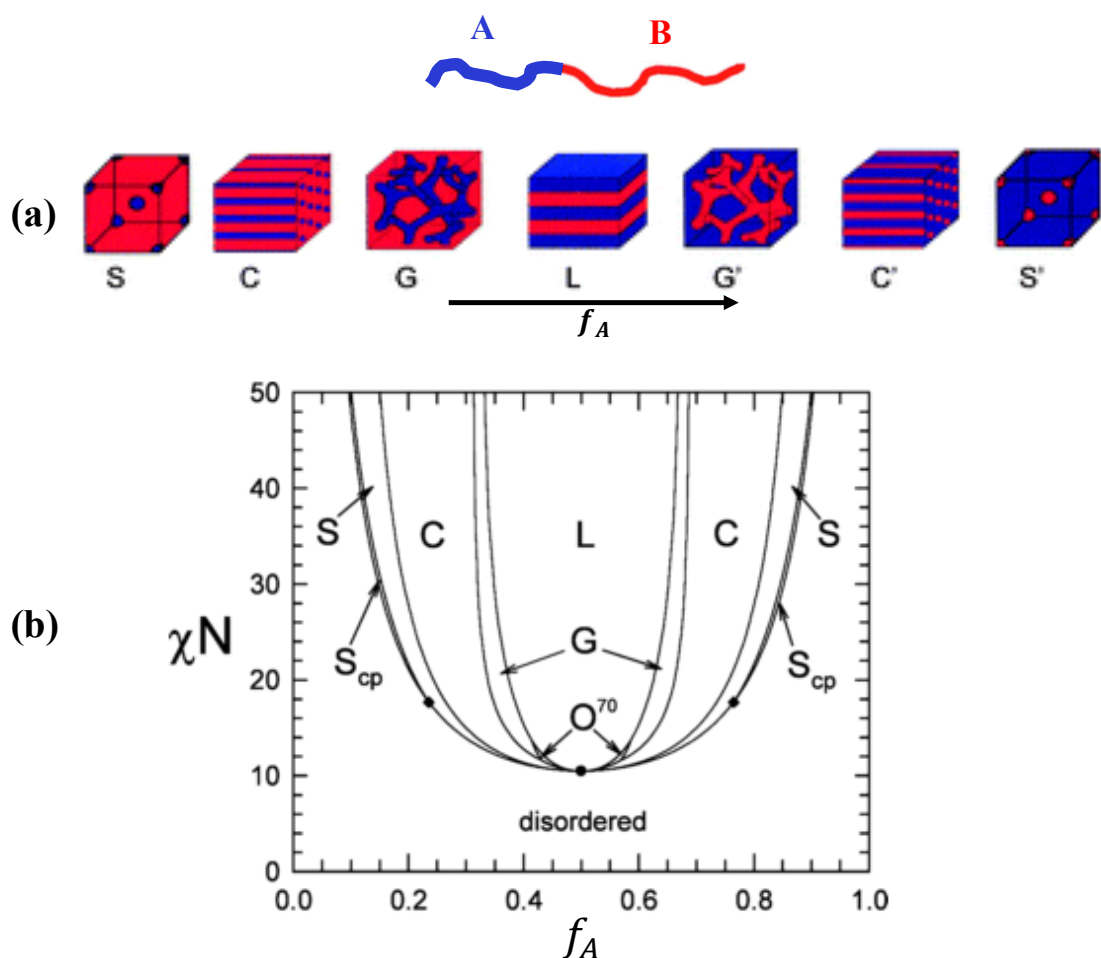 A B
(a)
S C G L G' C' S'
f_A
(b)
50
40
30
20
10
0
χN
S C L C S
S_cp G S_cp
O^70
disordered
0.0 0.2 0.4 0.6 0.8 1.0
f_A